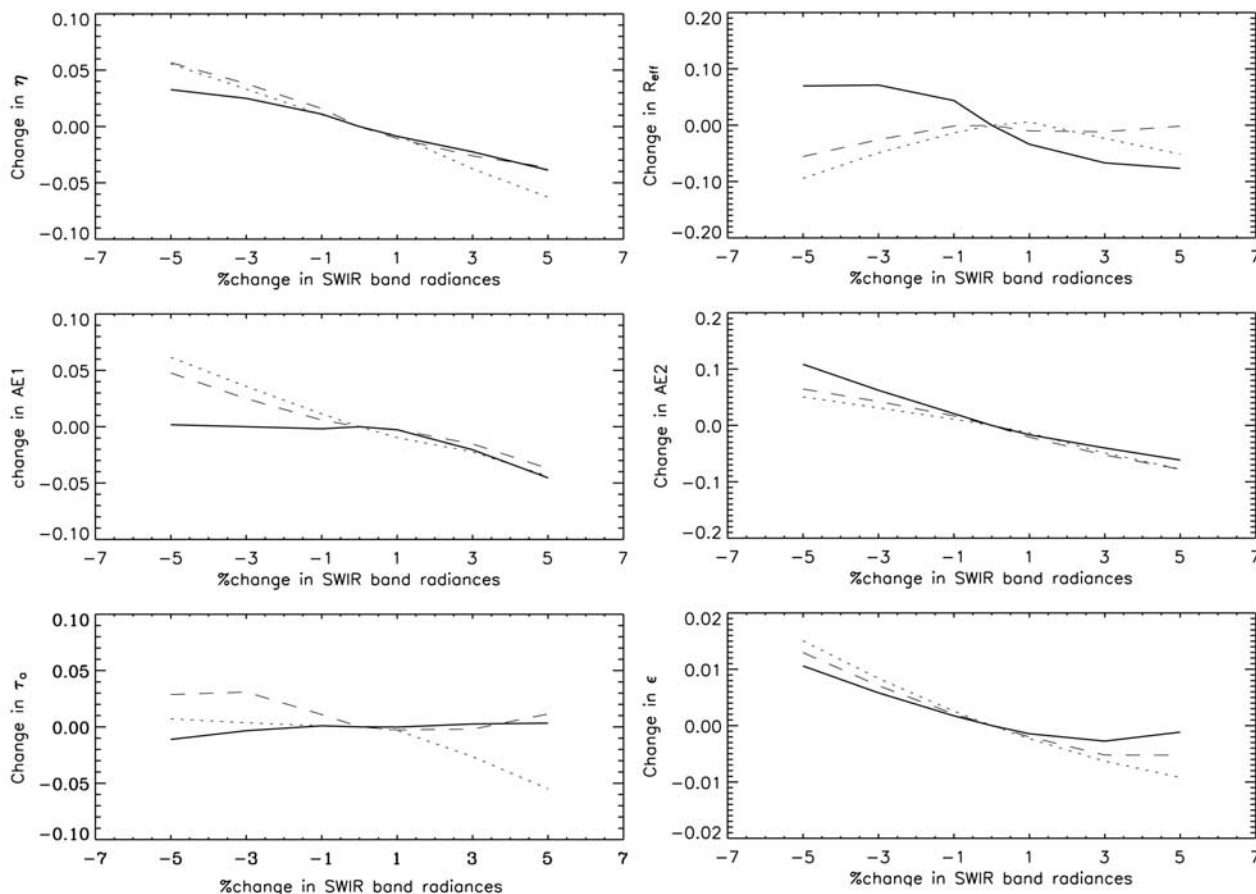 0.10
0.05
0.00
−0.05
−0.10
Change in η
−7 −5 −3 −1 1 3 5 7
%change in SWIR band radiances
0.20
0.10
0.00
−0.10
−0.20
Change in Reff
−7 −5 −3 −1 1 3 5 7
%change in SWIR band radiances
0.10
0.05
0.00
−0.05
−0.10
change in AE1
−7 −5 −3 −1 1 3 5 7
%change in SWIR band radiances
0.2
0.1
0.0
−0.1
−0.2
Change in AE2
−7 −5 −3 −1 1 3 5 7
%change in SWIR band radiances
0.10
0.05
0.00
−0.05
−0.10
Change in τo
−7 −5 −3 −1 1 3 5 7
%change in SWIR band radiances
0.02
0.01
0.00
−0.01
−0.02
Change in ϵ
−7 −5 −3 −1 1 3 5 7
%change in SWIR band radiances